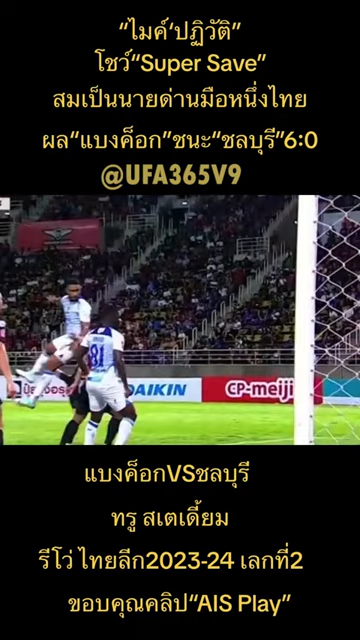 “ไมค์‘ปฏิวัติ”
โชว์“Super Save”
สมเป็นนายด่านมือหนึ่งไทย
ผล“แบงค็อก”ชนะ“ชลบุรี”6:0
@UFA365V9
81
DAIKIN
CP-meiji
แบงค็อกVSชลบุรี
ทรู สเตเดี้ยม
รีโว่ ไทยลีก2023-24 เลกที่2
ขอบคุณคลิป“AIS Play”